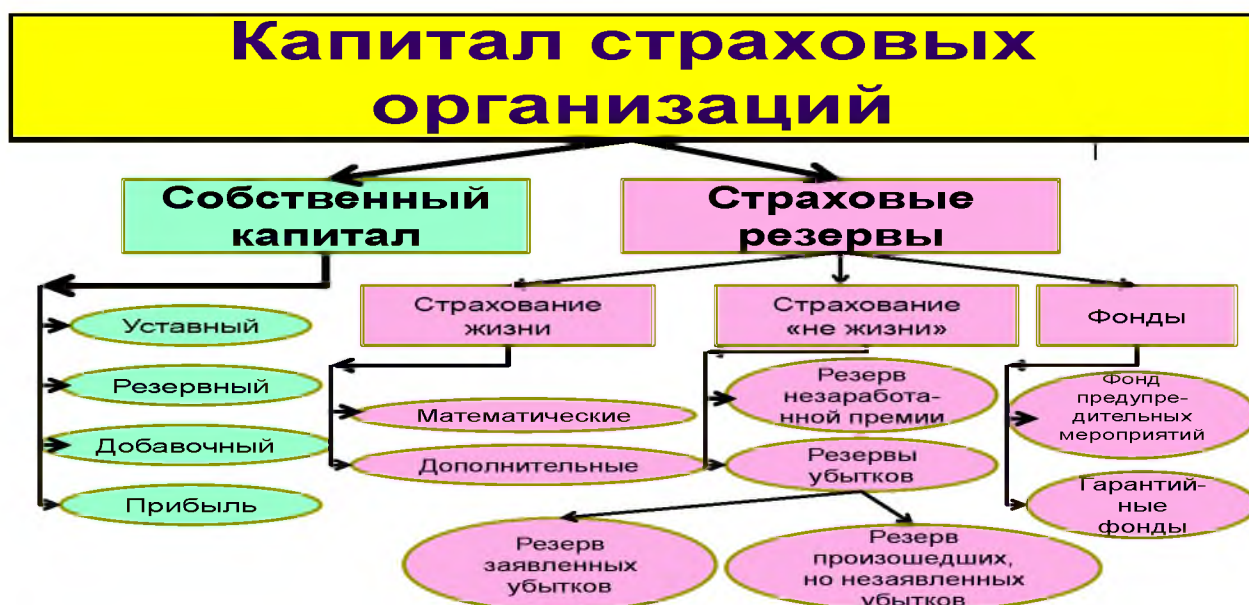 Капитал страховых
организаций
Собственный
капитал
Страховые
резервы
Страхование
жизни
Страхование
«не жизни»
Фонды
Уставный
Резервный
Добавочный
Прибыль
Математические
Дополнительные
Резерв
незаработа-
нной премии
Резервы
убытков
Фонд
предупре-
дительных
мероприятий
Гарантий-
ные
фонды
Резерв
заявленных
убытков
Резерв
произошедших,
но незаявленных
убытков